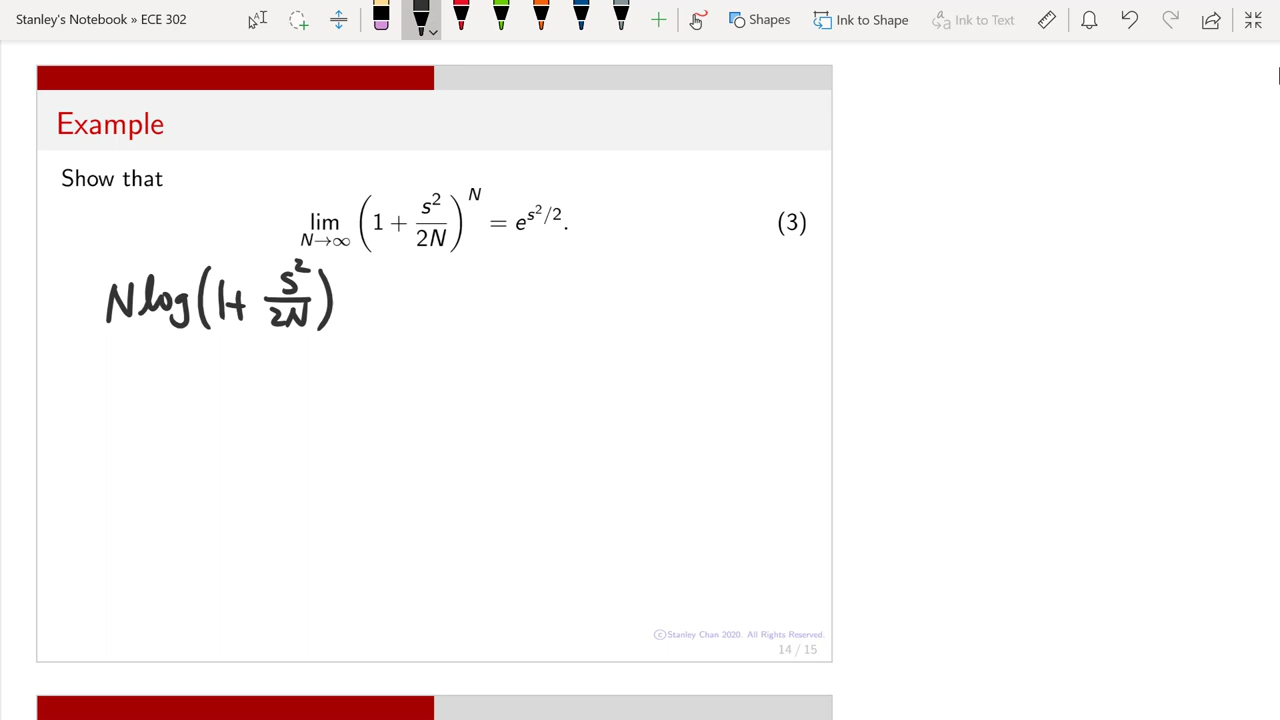 Stanley's Notebook » ECE 302
Shapes
Ink to Shape
Ink to Text
Example
Show that
lim_{N→∞} (1 + s²/2N)^N = e^{s²/2}. (3)
N log(1 + s²/2N)
©Stanley Chan 2020. All Rights Reserved.
14 / 15